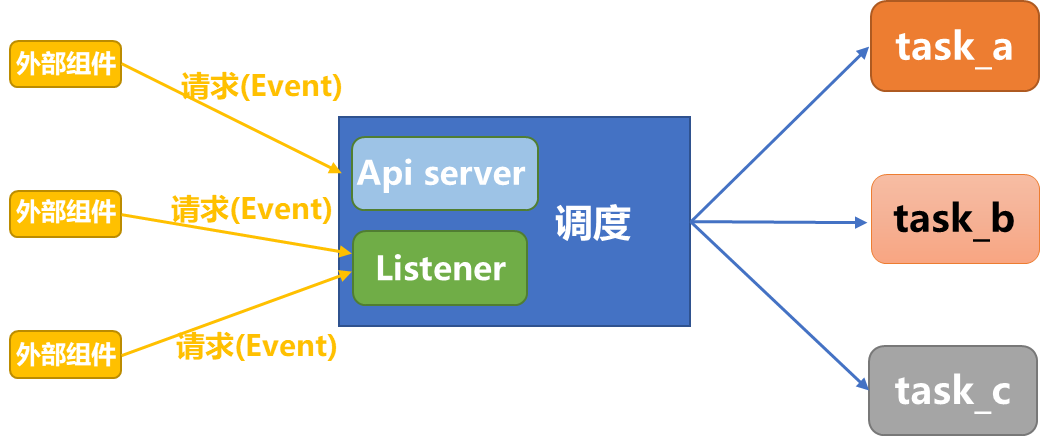 外部组件
请求(Event)
外部组件
请求(Event)
外部组件
请求(Event)
Api server
Listener
调度
task_a
task_b
task_c